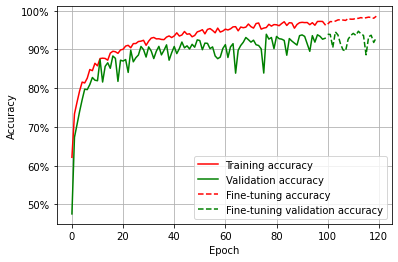 100%
90%
80%
70%
60%
50%
Accuracy
0 20 40 60 80 100 120
Epoch
Training accuracy
Validation accuracy
Fine-tuning accuracy
Fine-tuning validation accuracy